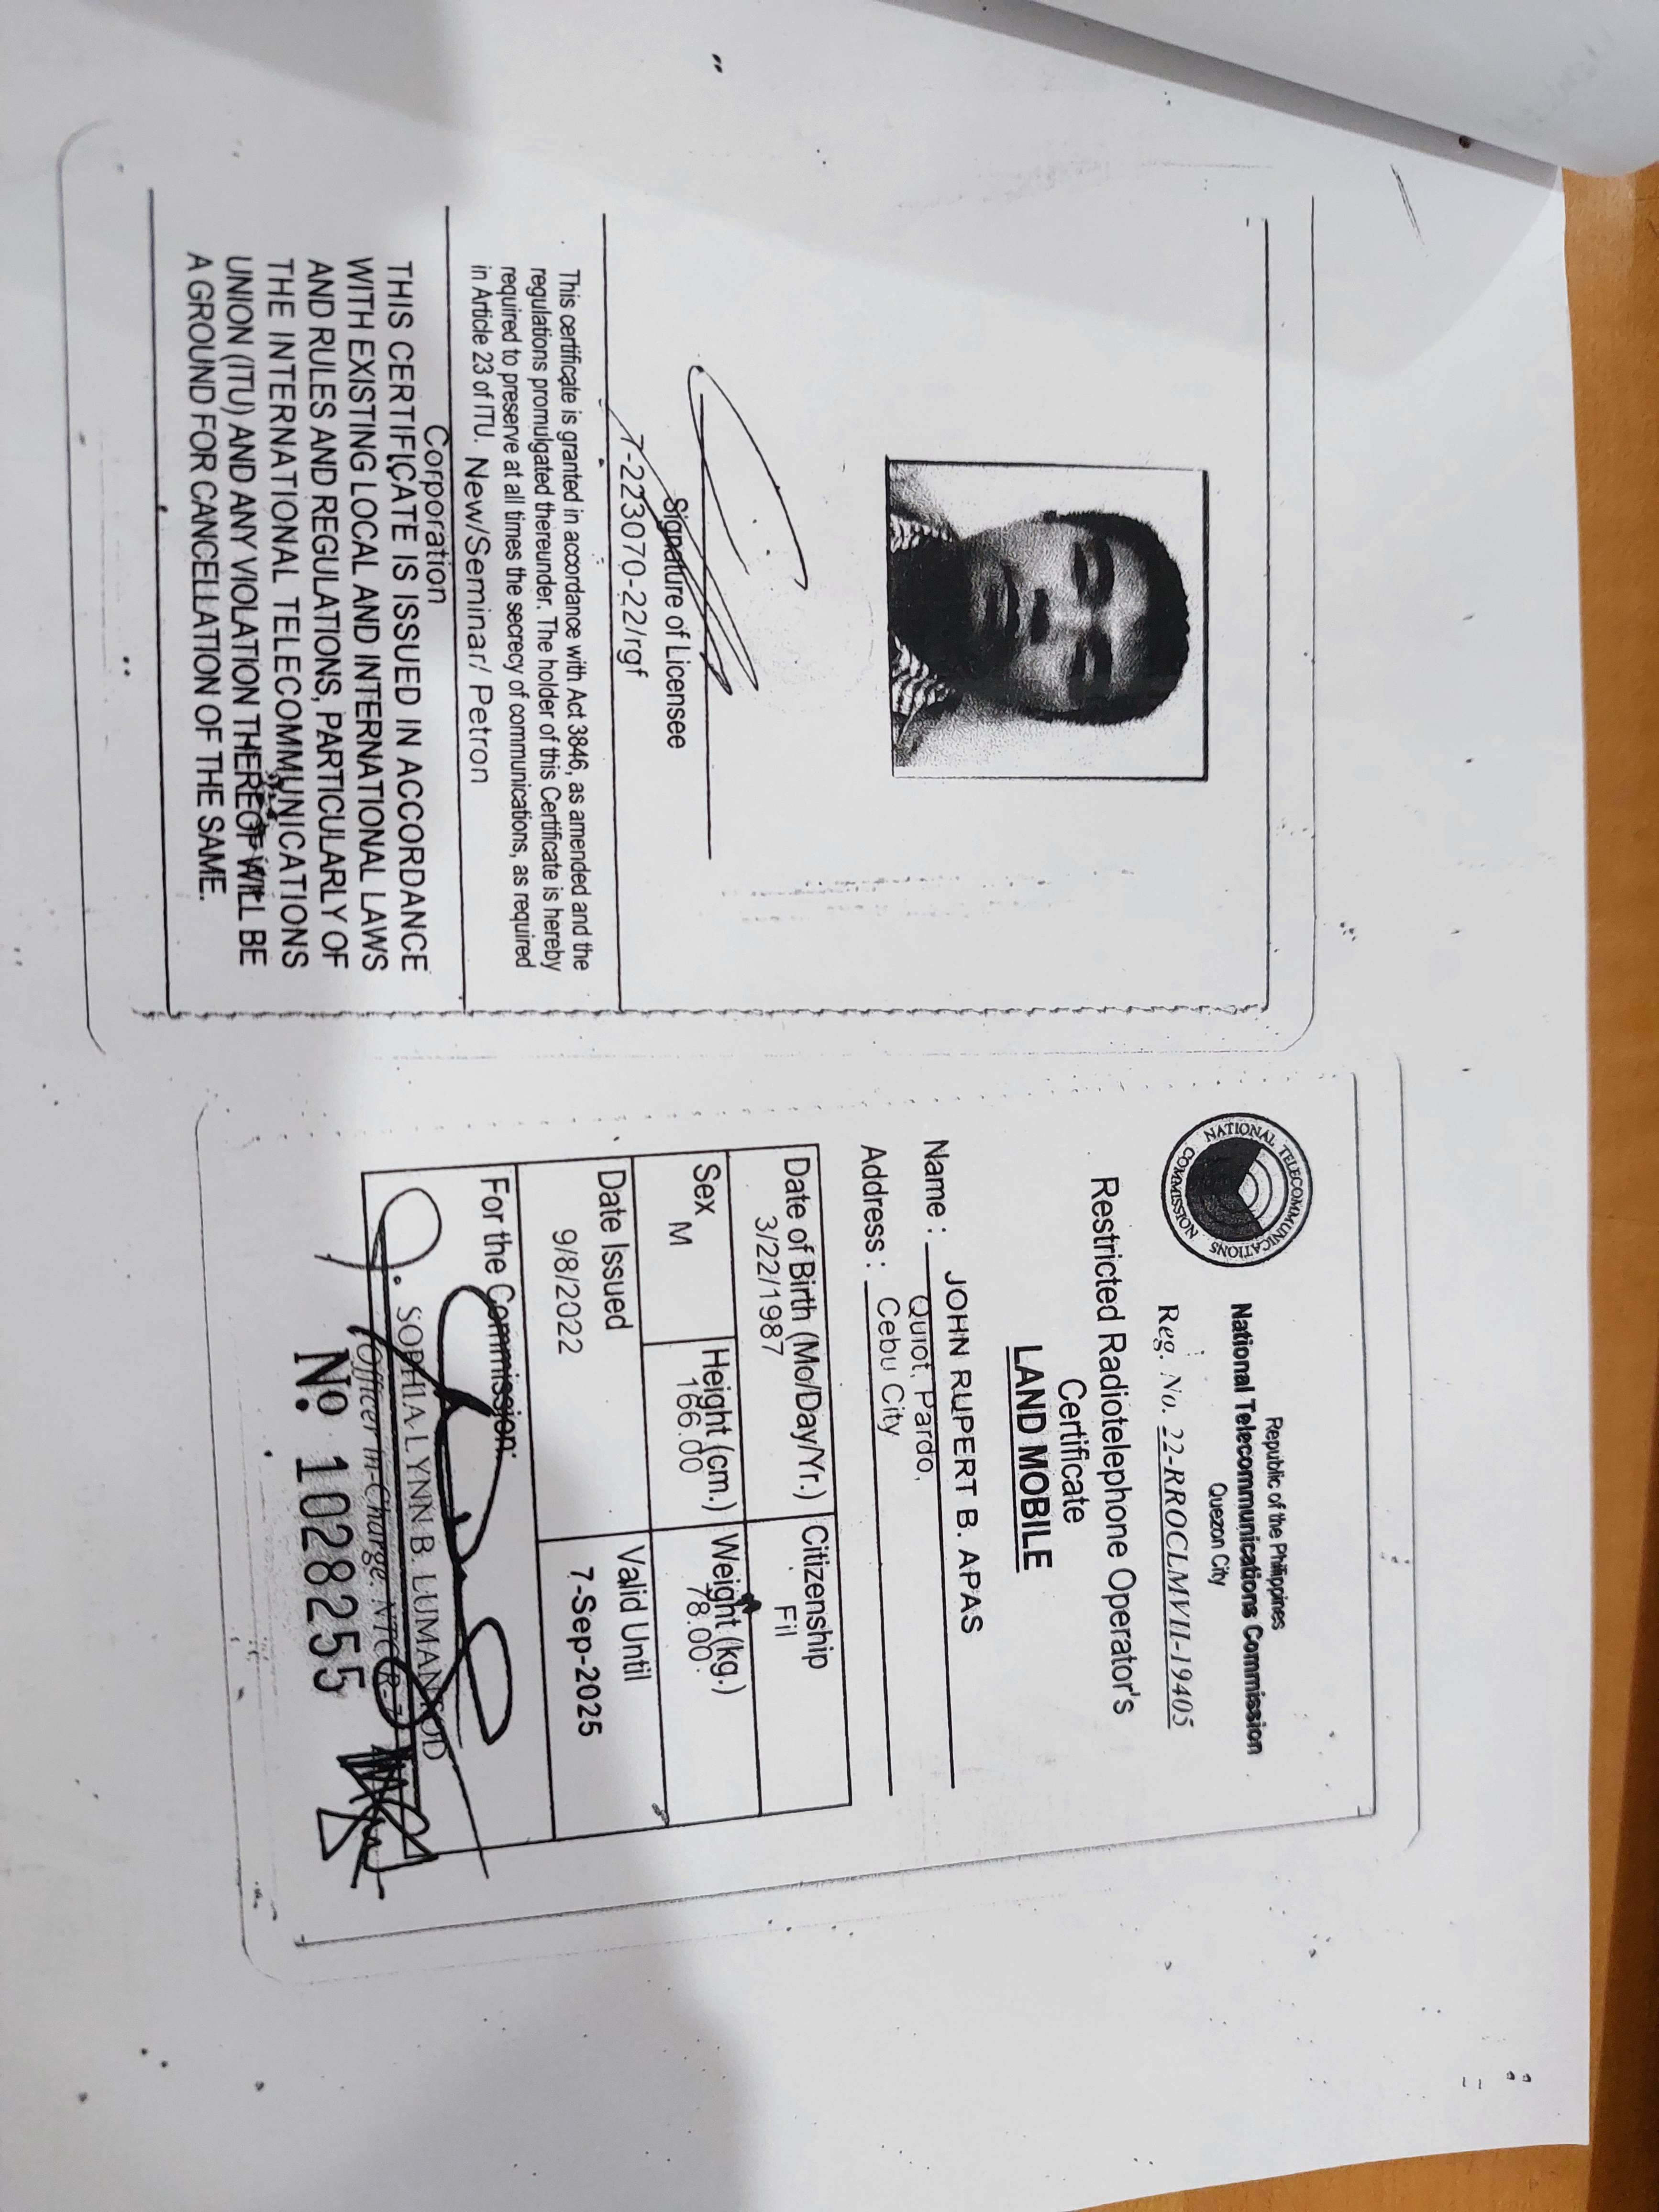 Signature of Licensee
7-223070-22/rgf
This certificate is granted in accordance with Act 3846, as amended and the
regulations promulgated thereunder. The holder of this Certificate is hereby
required to preserve at all times the secrecy of communications, as required
in Article 23 of ITU. New/Seminar/ Petron
Corporation
THIS CERTIFICATE IS ISSUED IN ACCORDANCE
WITH EXISTING LOCAL AND INTERNATIONAL LAWS
AND RULES AND REGULATIONS, PARTICULARLY OF
THE INTERNATIONAL TELECOMMUNICATIONS
UNION (ITU) AND ANY VIOLATION THEREOF WILL BE
A GROUND FOR CANCELLATION OF THE SAME.
NATIONAL TELECOMMUNICATIONS COMMISSION
Republic of the Philippines
National Telecommunications Commission
Quezon City
Reg. No. 22-RROCLMVII-19405
Restricted Radiotelephone Operator's
Certificate
LAND MOBILE
Name : JOHN RUPERT B. APAS
Quiot, Pardo,
Address : Cebu City
Date of Birth (Mo/Day/Yr.) Citizenship
3/22/1987 Fil
Sex Height (cm.) Weight (kg.)
M 166.00 78.00
Date Issued Valid Until
9/8/2022 7-Sep-2025
For the Commission:
SOPHIA LYNN B. LUMANTOD
Officer in-Charge, NTC R-7
No. 1028255